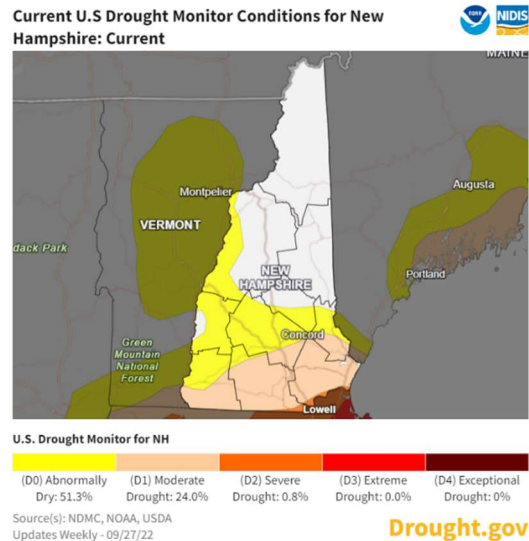 Current U.S Drought Monitor Conditions for New
Hampshire: Current
NOAA
NIDIS
MAINE
Montpelier
Augusta
VERMONT
dack Park
NEW
HAMPSHIRE
Portland
Concord
Green
Mountain
National
Forest
Lowell
U.S. Drought Monitor for NH
(D0) Abnormally
Dry: 51.3%
(D1) Moderate
Drought: 24.0%
(D2) Severe
Drought: 0.8%
(D3) Extreme
Drought: 0.0%
(D4) Exceptional
Drought: 0%
Source(s): NDMC, NOAA, USDA
Updates Weekly - 09/27/22
Drought.gov